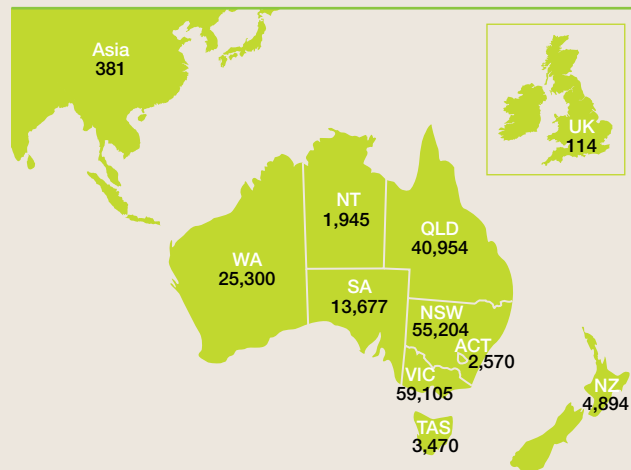 Asia
381
UK
114
NT
1,945
QLD
40,954
WA
25,300
SA
13,677
NSW
55,204
ACT
2,570
VIC
59,105
NZ
4,894
TAS
3,470